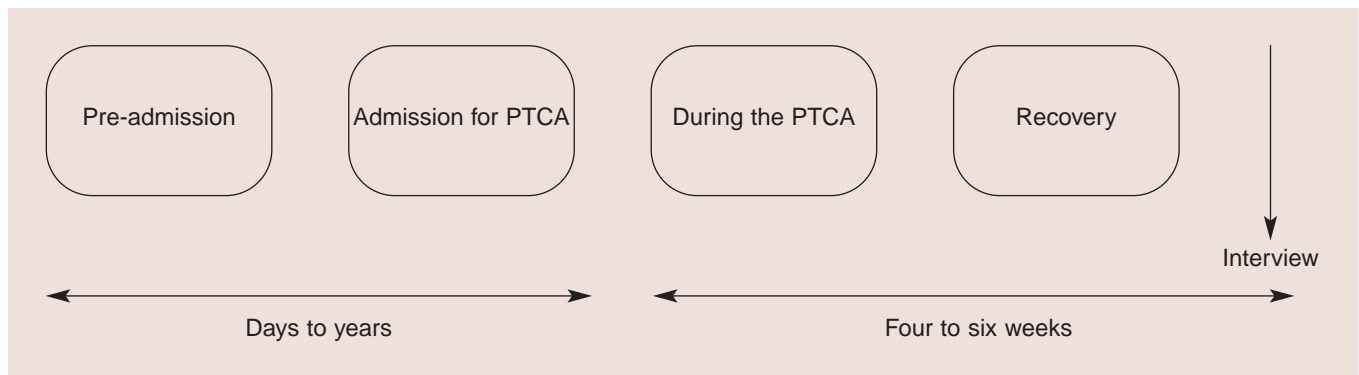 Pre-admission
Admission for PTCA
During the PTCA
Recovery
Interview
Days to years
Four to six weeks